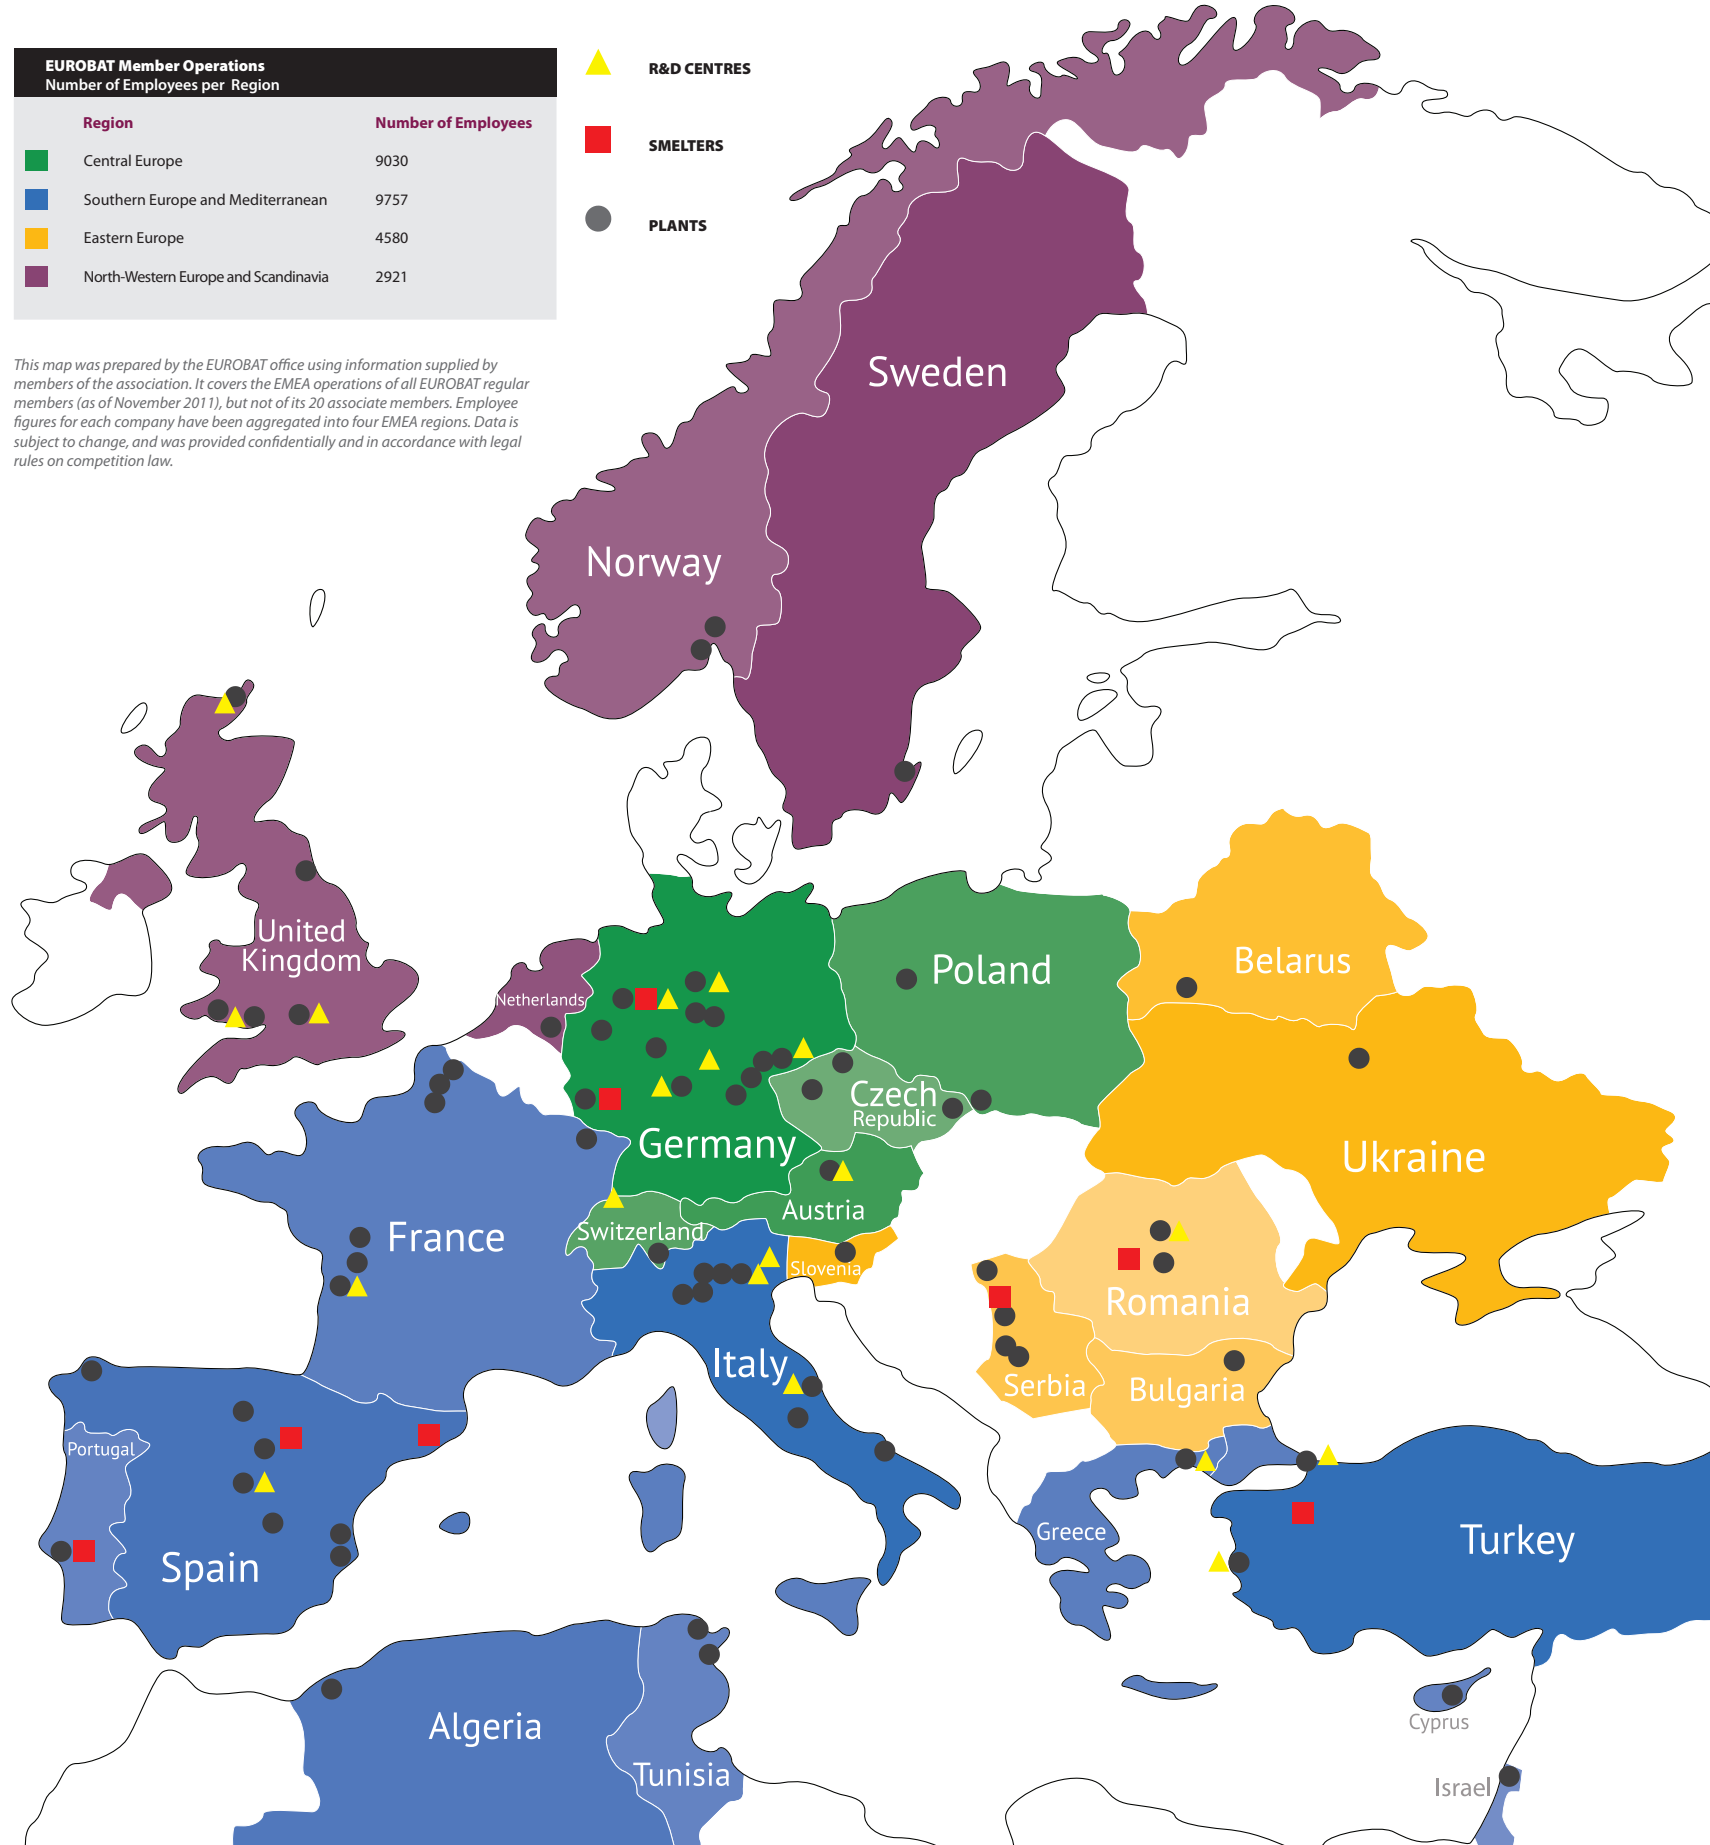 EUROBAT Member Operations
Number of Employees per Region
Region Number of Employees
Central Europe 9030
Southern Europe and Mediterranean 9757
Eastern Europe 4580
North-Western Europe and Scandinavia 2921
R&D CENTRES
SMELTERS
PLANTS
This map was prepared by the EUROBAT office using information supplied by
members of the association. It covers the EMEA operations of all EUROBAT regular
members (as of November 2011), but not of its 20 associate members. Employee
figures for each company have been aggregated into four EMEA regions. Data is
subject to change, and was provided confidentially and in accordance with legal
rules on competition law.
Sweden
Norway
United
Kingdom
Netherlands
Poland
Belarus
Czech
Republic
Germany
Ukraine
Austria
Switzerland
France
Slovenia
Romania
Italy
Serbia
Bulgaria
Portugal
Spain
Greece
Turkey
Algeria
Tunisia
Cyprus
Israel